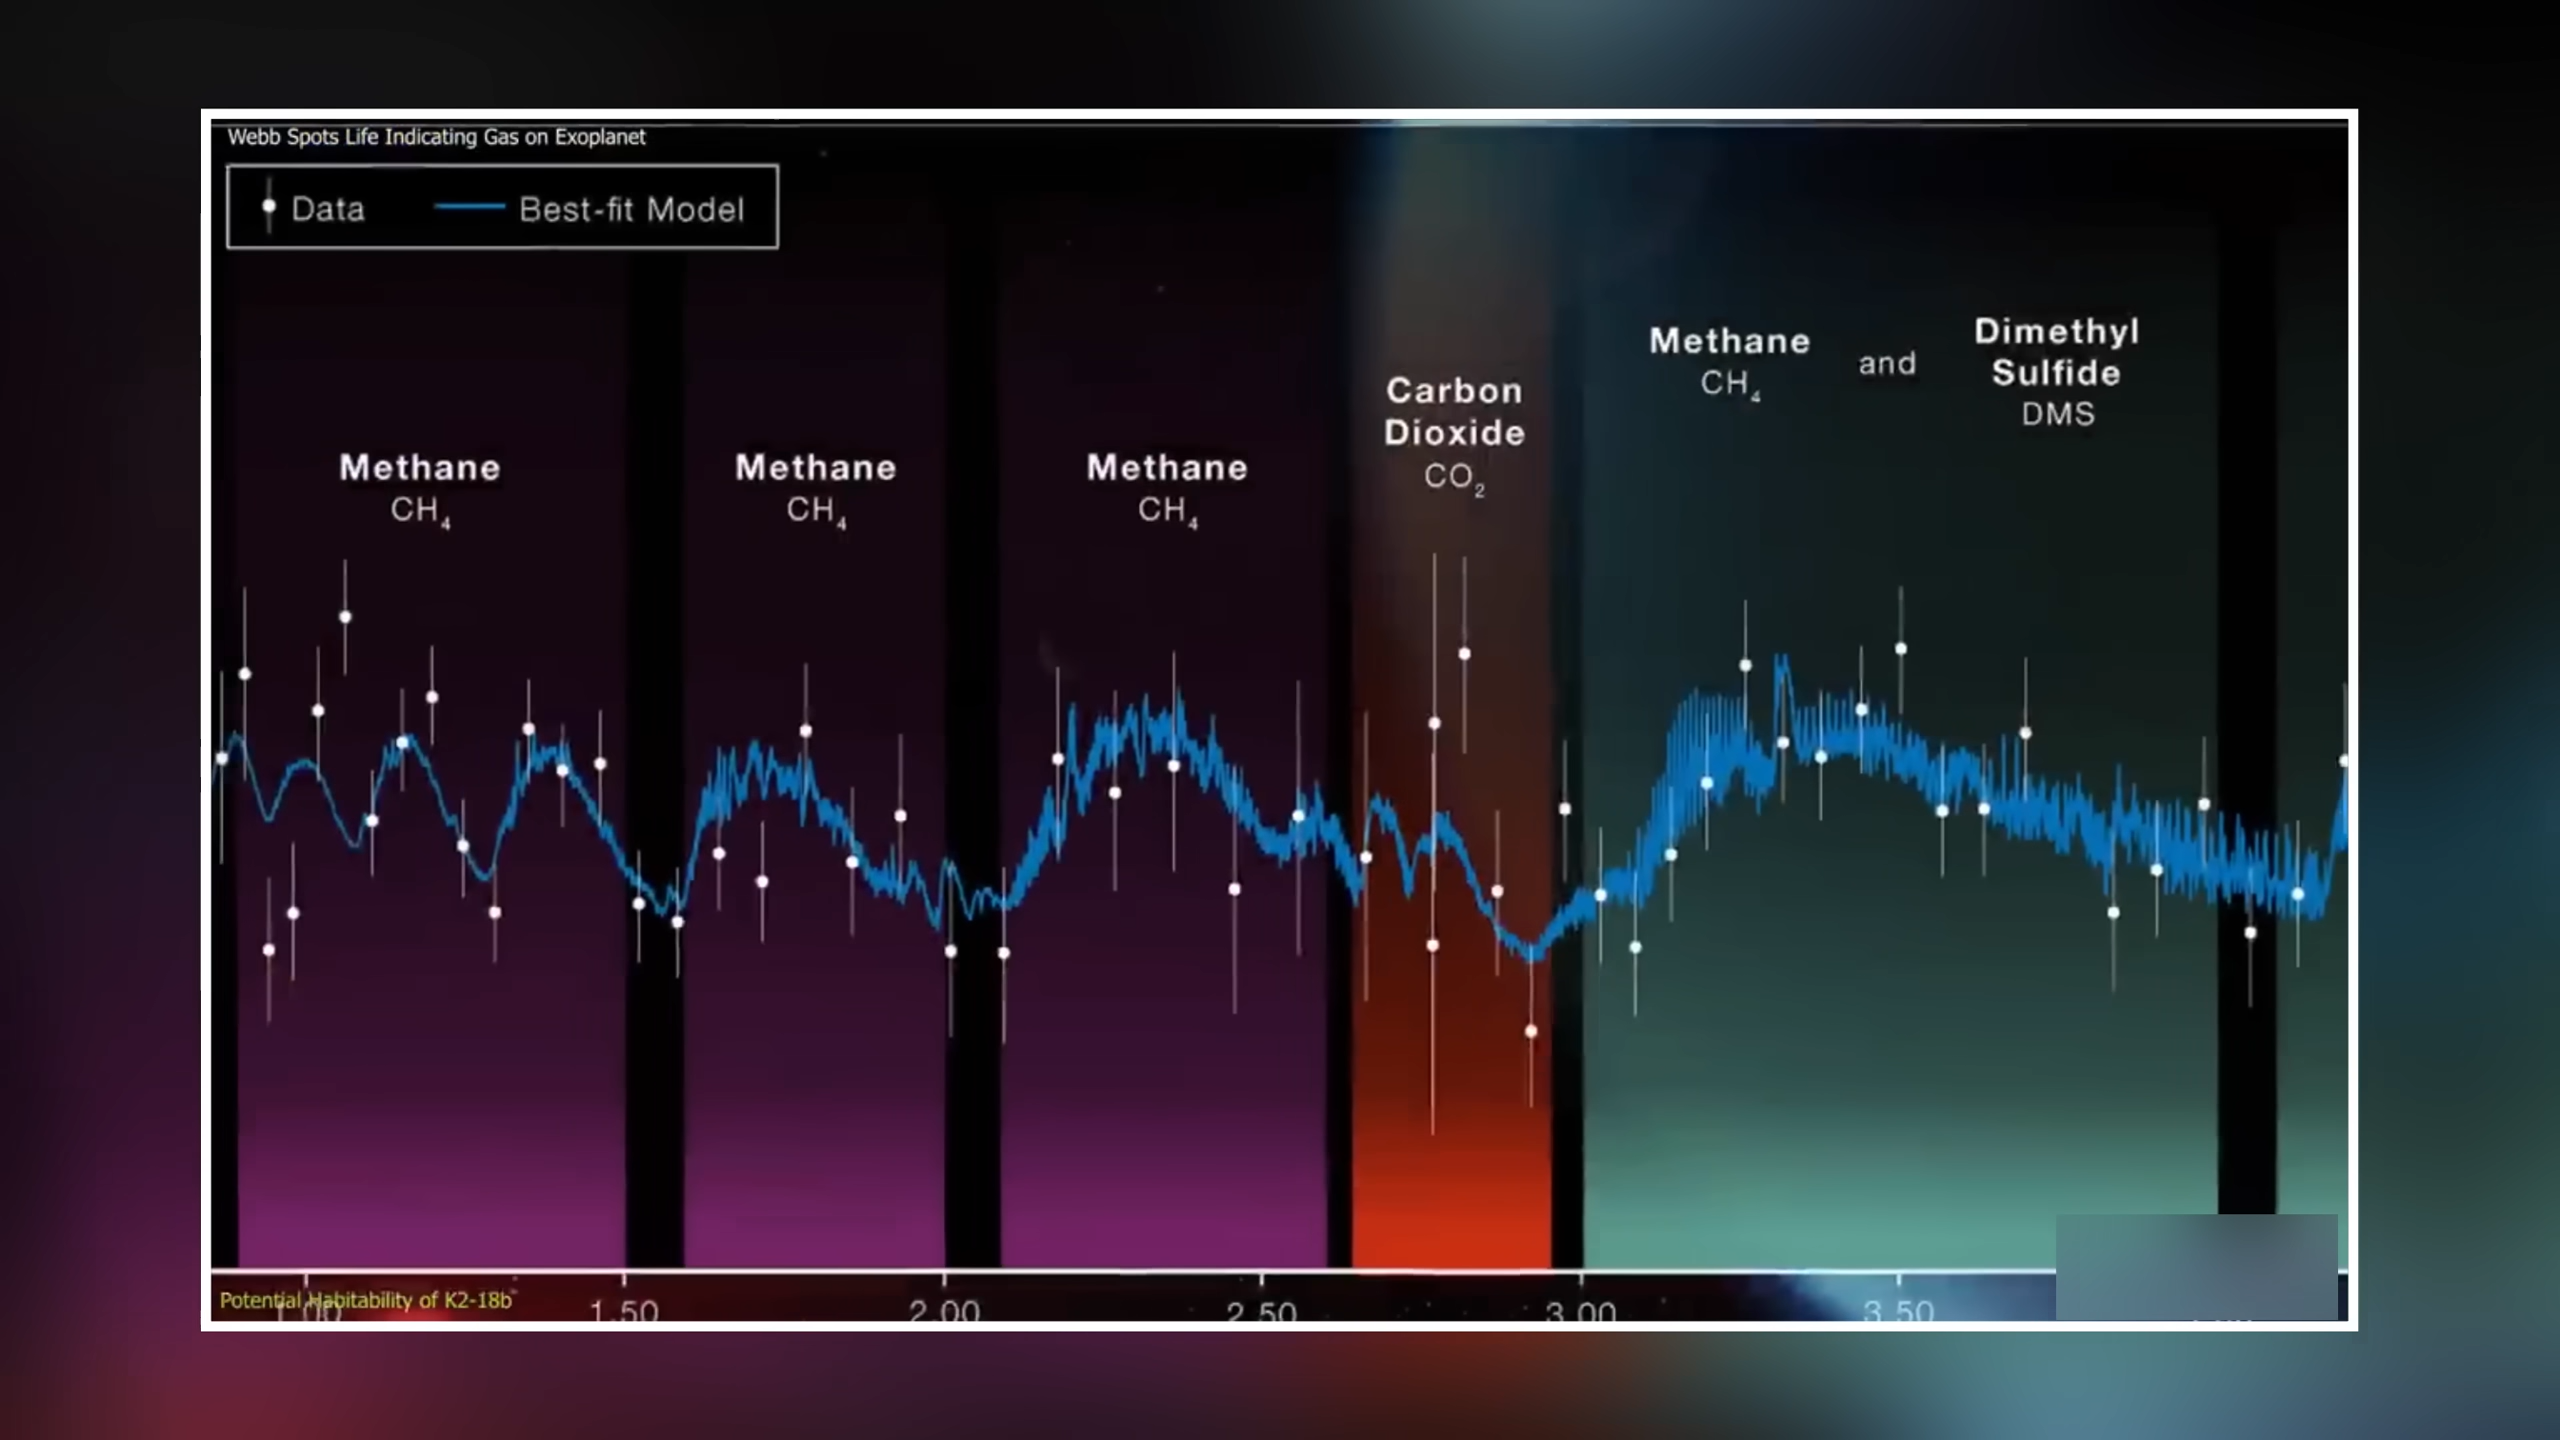 Webb Spots Life Indicating Gas on Exoplanet
Data
Best-fit Model
Methane
CH₄
Methane
CH₄
Methane
CH₄
Carbon
Dioxide
CO₂
Methane
CH₄
and
Dimethyl
Sulfide
DMS
Potential Habitability of K2-18b
1.00 1.50 2.00 2.50 3.00 3.50